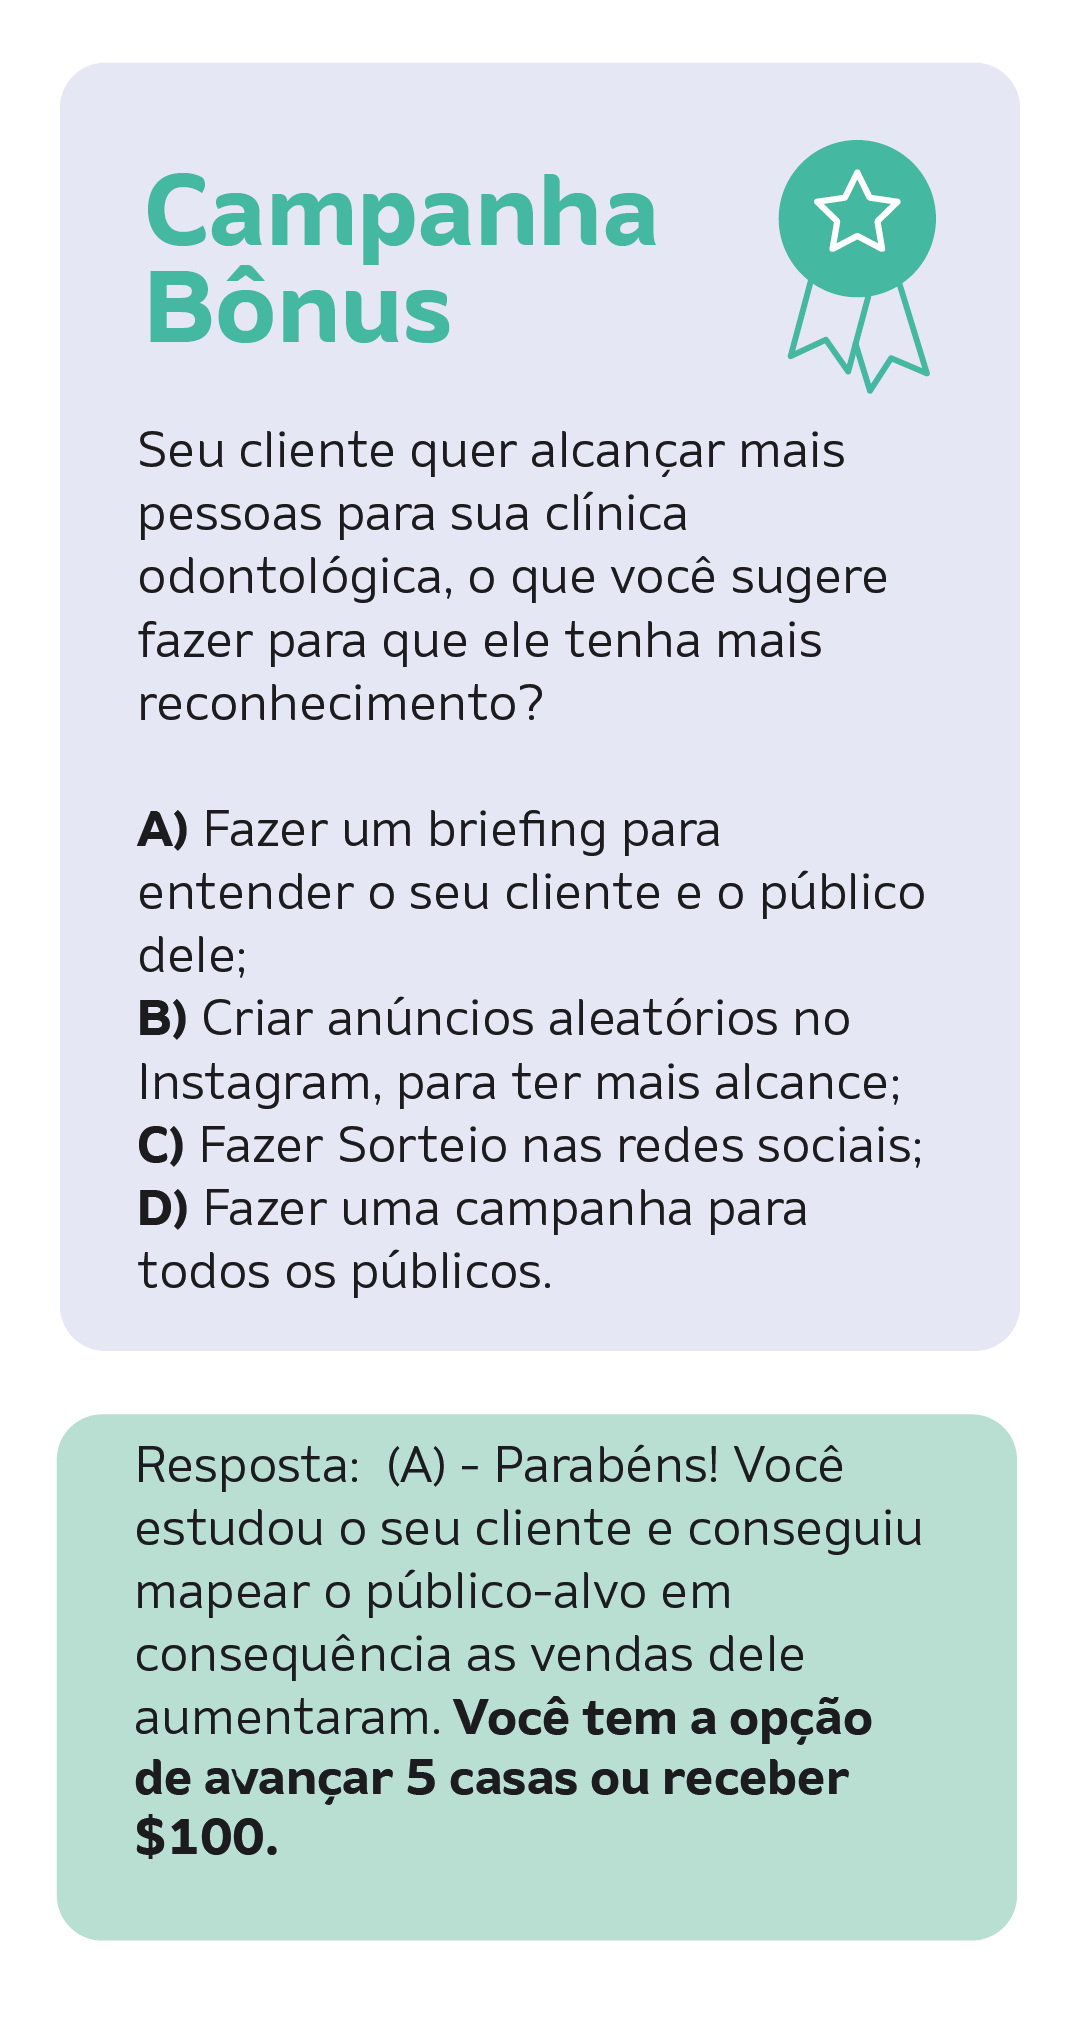 Campanha
Bônus
Seu cliente quer alcançar mais
pessoas para sua clínica
odontológica, o que você sugere
fazer para que ele tenha mais
reconhecimento?
A) Fazer um briefing para
entender o seu cliente e o público
dele;
B) Criar anúncios aleatórios no
Instagram, para ter mais alcance;
C) Fazer Sorteio nas redes sociais;
D) Fazer uma campanha para
todos os públicos.
Resposta:  (A) - Parabéns! Você
estudou o seu cliente e conseguiu
mapear o público-alvo em
consequência as vendas dele
aumentaram. Você tem a opção
de avançar 5 casas ou receber
$100.